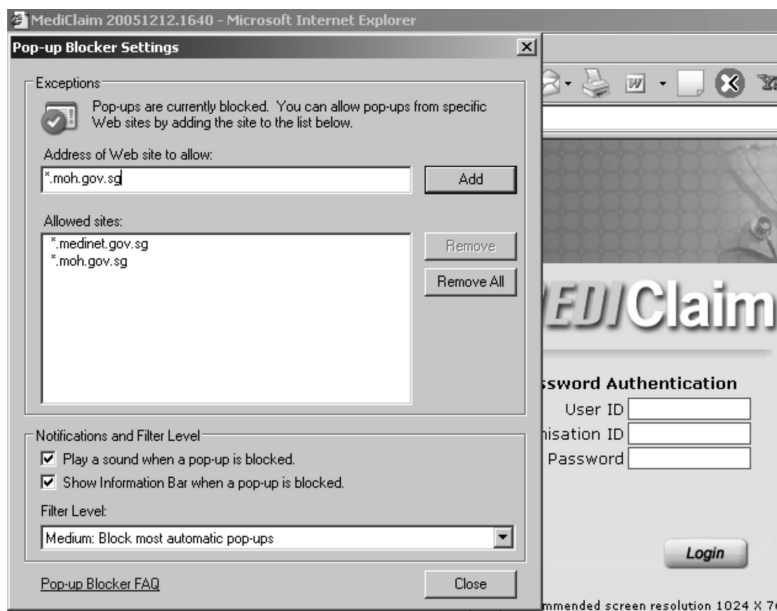 MediClaim 20051212.1640 - Microsoft Internet Explorer
Pop-up Blocker Settings
Exceptions
Pop-ups are currently blocked. You can allow pop-ups from specific
Web sites by adding the site to the list below.
Address of Web site to allow:
*.moh.gov.sg
Add
Allowed sites:
*.medinet.gov.sg
*.moh.gov.sg
Remove
Remove All
Notifications and Filter Level
Play a sound when a pop-up is blocked.
Show Information Bar when a pop-up is blocked.
Filter Level:
Medium: Block most automatic pop-ups
Pop-up Blocker FAQ
Close
EDIClaim
ssword Authentication
User ID
nisation ID
Password
Login
mmended screen resolution 1024 X 7